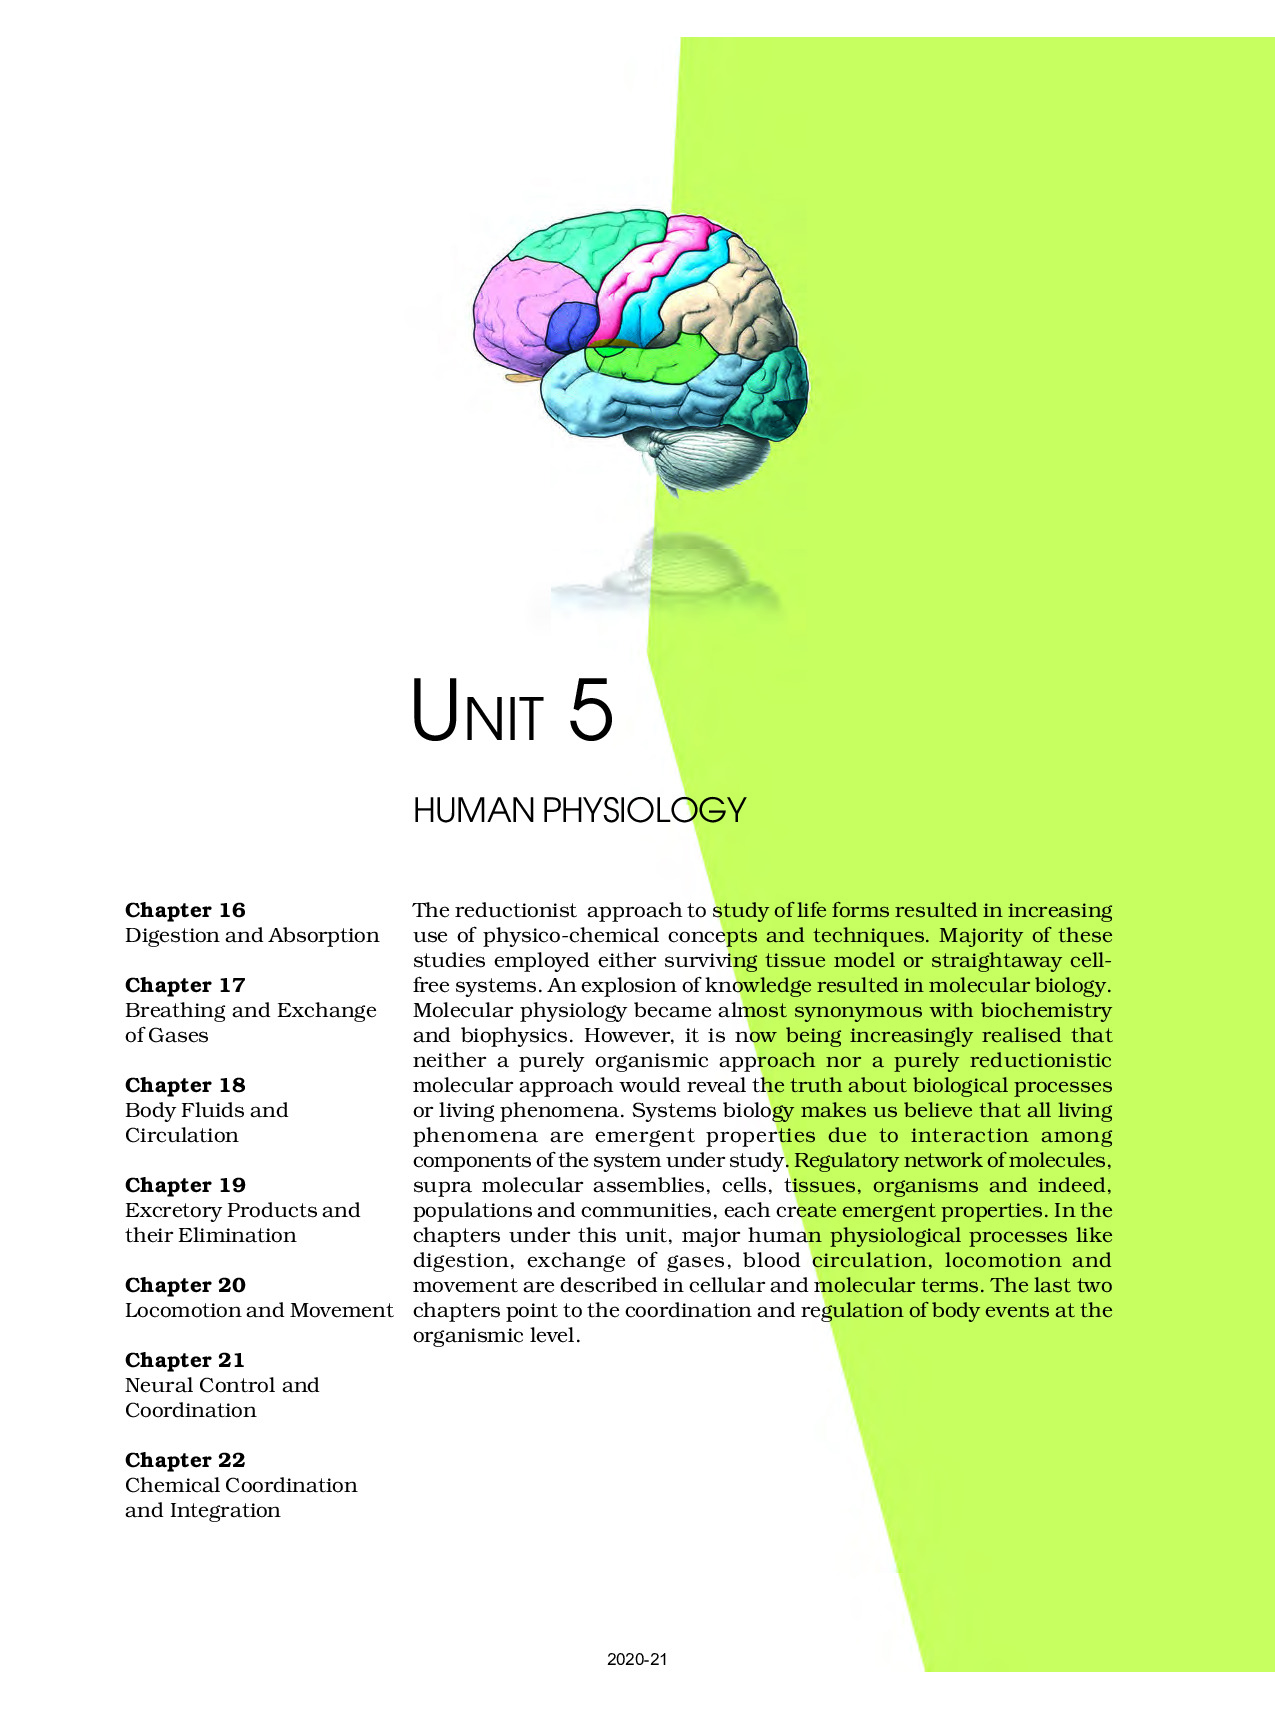 UNIT 5
HUMAN PHYSIOLOGY
Chapter 16
Digestion and Absorption
Chapter 17
Breathing and Exchange
of Gases
Chapter 18
Body Fluids and
Circulation
Chapter 19
Excretory Products and
their Elimination
Chapter 20
Locomotion and Movement
Chapter 21
Neural Control and
Coordination
Chapter 22
Chemical Coordination
and Integration
The reductionist approach to study of life forms resulted in increasing
use of physico-chemical concepts and techniques. Majority of these
studies employed either surviving tissue model or straightaway cell-
free systems. An explosion of knowledge resulted in molecular biology.
Molecular physiology became almost synonymous with biochemistry
and biophysics. However, it is now being increasingly realised that
neither a purely organismic approach nor a purely reductionistic
molecular approach would reveal the truth about biological processes
or living phenomena. Systems biology makes us believe that all living
phenomena are emergent properties due to interaction among
components of the system under study. Regulatory network of molecules,
supra molecular assemblies, cells, tissues, organisms and indeed,
populations and communities, each create emergent properties. In the
chapters under this unit, major human physiological processes like
digestion, exchange of gases, blood circulation, locomotion and
movement are described in cellular and molecular terms. The last two
chapters point to the coordination and regulation of body events at the
organismic level.
2020-21